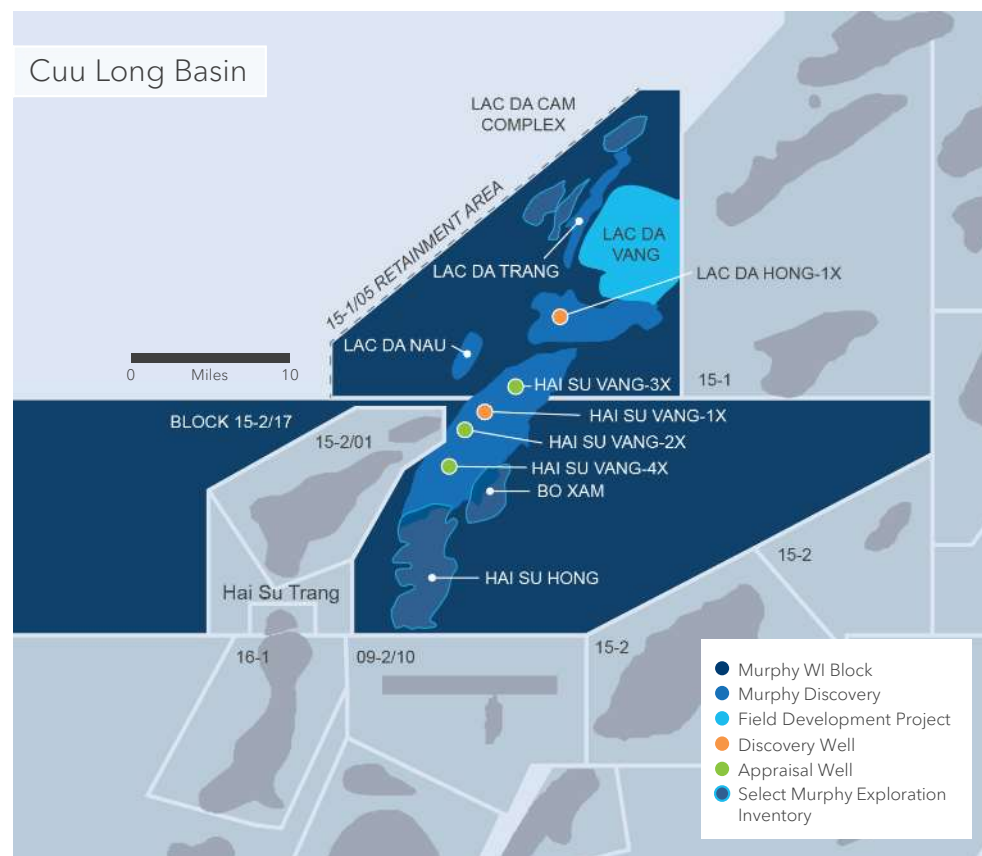 Cuu Long Basin
LAC DA CAM
COMPLEX
15-1/05 RETAINMENT AREA
LAC DA
VANG
LAC DA TRANG
LAC DA HONG-1X
LAC DA NAU
0 Miles 10
HAI SU VANG-3X
15-1
BLOCK 15-2/17
HAI SU VANG-1X
15-2/01
HAI SU VANG-2X
HAI SU VANG-4X
BO XAM
15-2
HAI SU HONG
Hai Su Trang
16-1
09-2/10
15-2
Murphy WI Block
Murphy Discovery
Field Development Project
Discovery Well
Appraisal Well
Select Murphy Exploration
Inventory